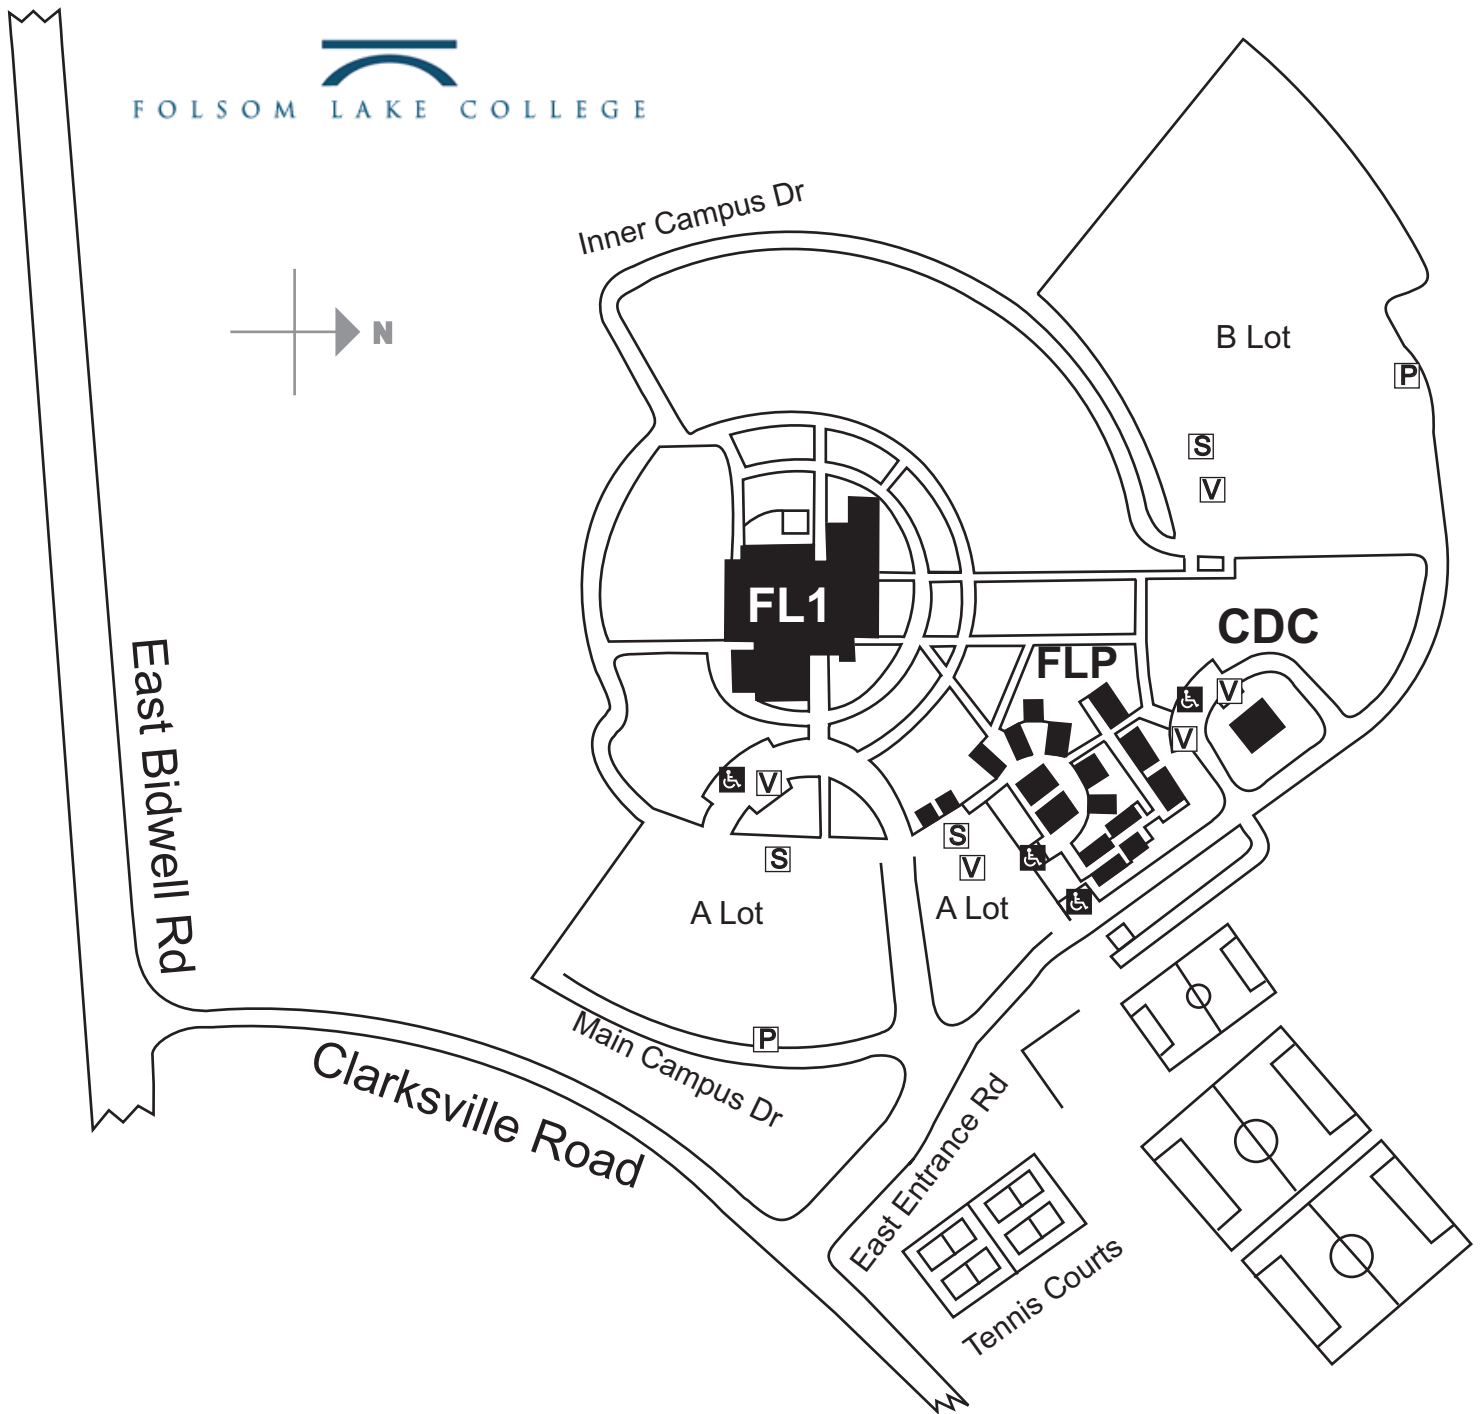 FOLSOM LAKE COLLEGE
Inner Campus Dr
N
B Lot
P
S
V
FL1
CDC
FLP
V
V
East Bidwell Rd
V
S
S
V
A Lot
A Lot
P
Main Campus Dr
Clarksville Road
East Entrance Rd
Tennis Courts